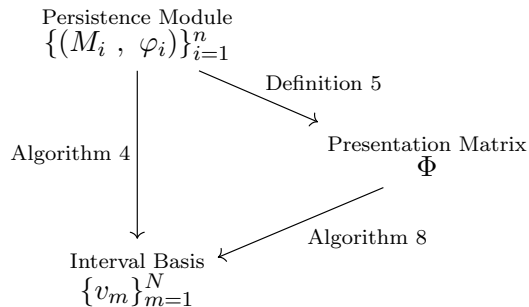 Persistence Module
{(M_i , φ_i)}_{i=1}^n
Definition 5
Algorithm 4
Presentation Matrix
Φ
Algorithm 8
Interval Basis
{v_m}_{m=1}^N